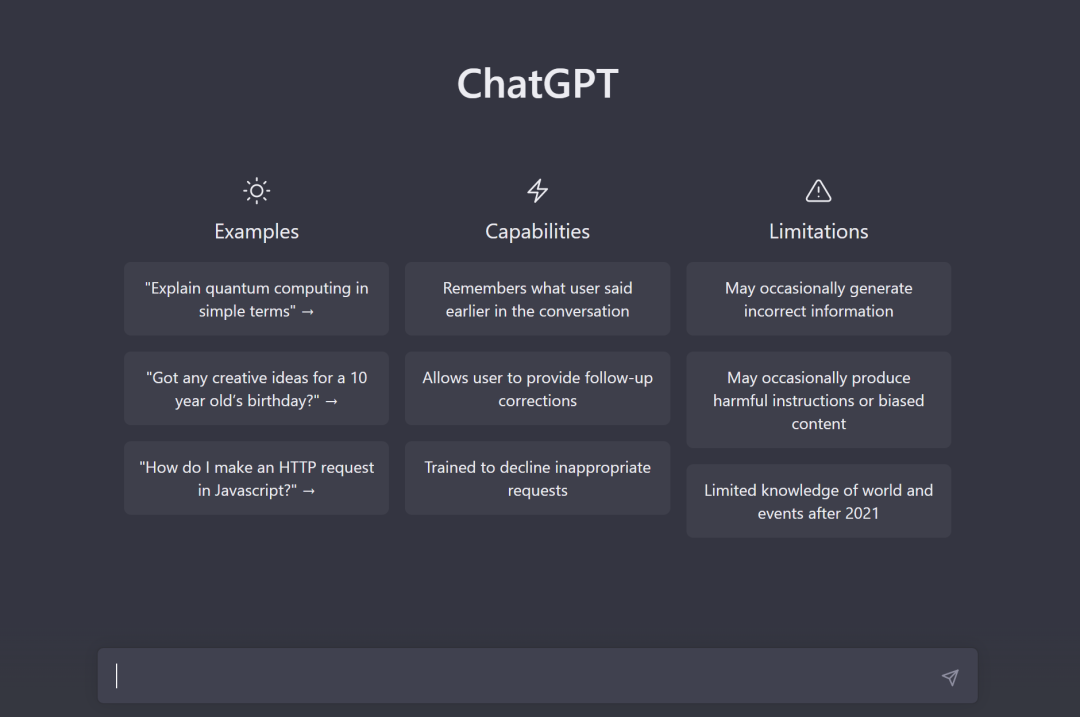 ChatGPT
Examples
"Explain quantum computing in
simple terms" →
"Got any creative ideas for a 10
year old’s birthday?" →
"How do I make an HTTP request
in Javascript?" →
Capabilities
Remembers what user said
earlier in the conversation
Allows user to provide follow-up
corrections
Trained to decline inappropriate
requests
Limitations
May occasionally generate
incorrect information
May occasionally produce
harmful instructions or biased
content
Limited knowledge of world and
events after 2021